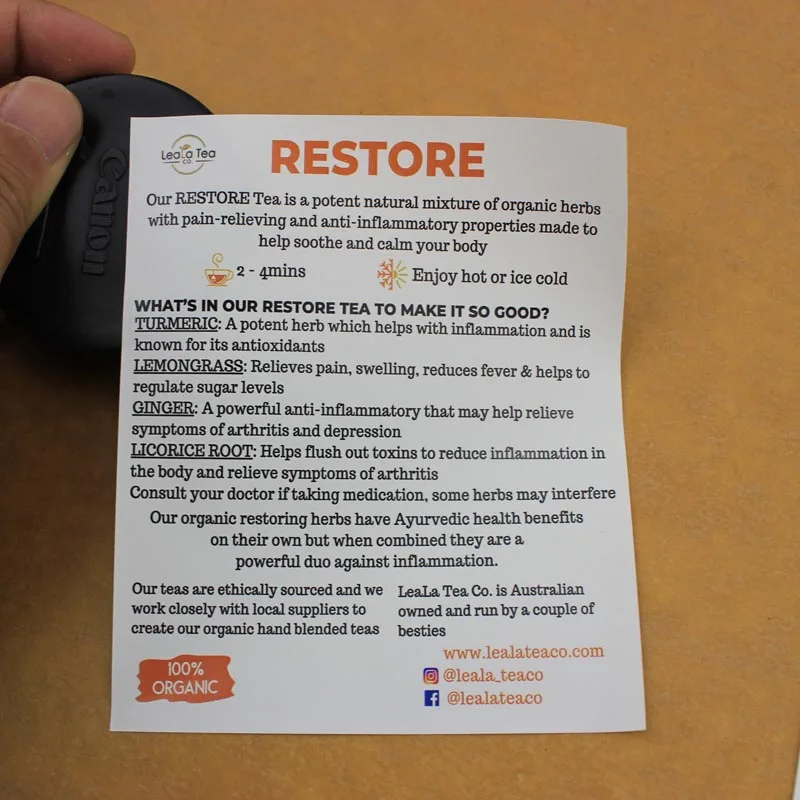 Canon
LeaLa Tea
CO.
RESTORE
Our RESTORE Tea is a potent natural mixture of organic herbs
with pain-relieving and anti-inflammatory properties made to
help soothe and calm your body
2 - 4mins
Enjoy hot or ice cold
WHAT'S IN OUR RESTORE TEA TO MAKE IT SO GOOD?
TURMERIC: A potent herb which helps with inflammation and is
known for its antioxidants
LEMONGRASS: Relieves pain, swelling, reduces fever & helps to
regulate sugar levels
GINGER: A powerful anti-inflammatory that may help relieve
symptoms of arthritis and depression
LICORICE ROOT: Helps flush out toxins to reduce inflammation in
the body and relieve symptoms of arthritis
Consult your doctor if taking medication, some herbs may interfere
Our organic restoring herbs have Ayurvedic health benefits
on their own but when combined they are a
powerful duo against inflammation.
Our teas are ethically sourced and we
work closely with local suppliers to
create our organic hand blended teas
LeaLa Tea Co. is Australian
owned and run by a couple of
besties
100%
ORGANIC
www.lealateaco.com
@leala_teaco
@lealateaco